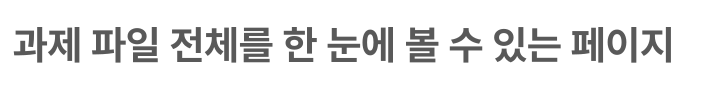 과제 파일 전체를 한 눈에 볼 수 있는 페이지